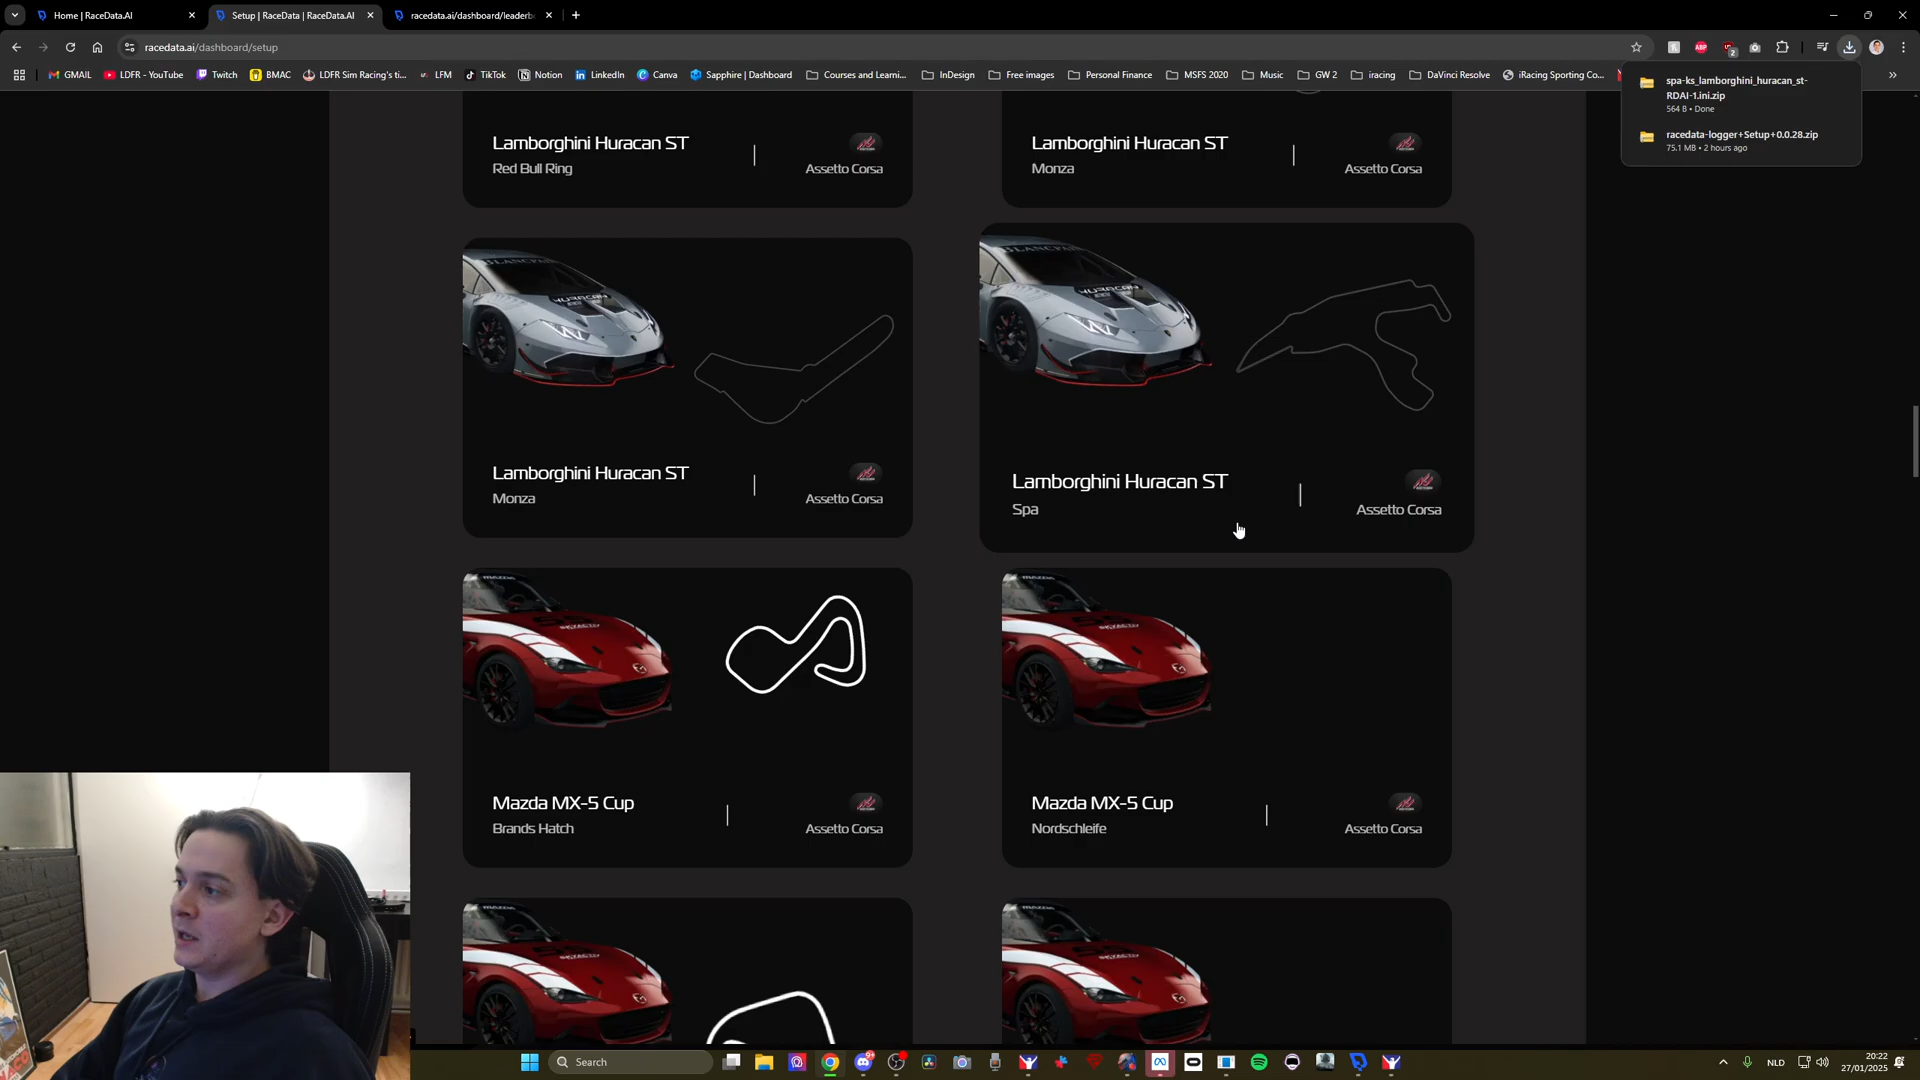 Home | RaceData.AI
Setup | RaceData | RaceData.AI
racedata.ai/dashboard/leaderbo
racedata.ai/dashboard/setup
GMAIL
LDFR - YouTube
Twitch
BMAC
LDFR Sim Racing's ti...
LFM
TikTok
Notion
LinkedIn
Canva
Sapphire | Dashboard
Courses and Learni...
InDesign
Free images
Personal Finance
MSFS 2020
Music
GW 2
iracing
DaVinci Resolve
iRacing Sporting Co...
spa-ks_lamborghini_huracan_st-
RDAI-1.ini.zip
564 B • Done
racedata-logger+Setup+0.0.28.zip
75.1 MB • 2 hours ago
Lamborghini Huracan ST
Red Bull Ring
Assetto Corsa
Lamborghini Huracan ST
Monza
Assetto Corsa
Lamborghini Huracan ST
Monza
Assetto Corsa
Lamborghini Huracan ST
Spa
Assetto Corsa
Mazda MX-5 Cup
Brands Hatch
Assetto Corsa
Mazda MX-5 Cup
Nordschleife
Assetto Corsa
Search
NLD
20:22
27/01/2025